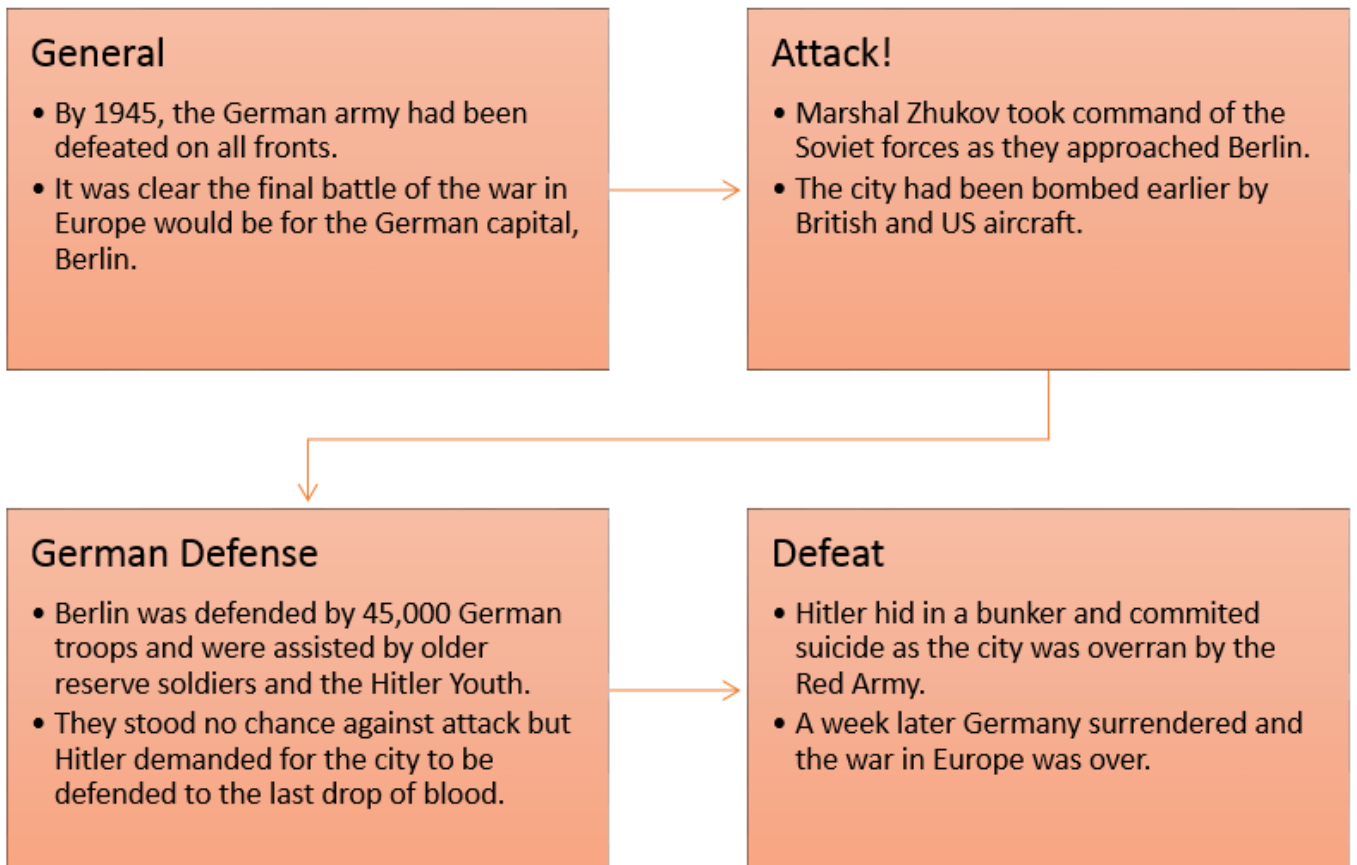 General
• By 1945, the German army had been
defeated on all fronts.
• It was clear the final battle of the war in
Europe would be for the German capital,
Berlin.
Attack!
• Marshal Zhukov took command of the
Soviet forces as they approached Berlin.
• The city had been bombed earlier by
British and US aircraft.
German Defense
• Berlin was defended by 45,000 German
troops and were assisted by older
reserve soldiers and the Hitler Youth.
• They stood no chance against attack but
Hitler demanded for the city to be
defended to the last drop of blood.
Defeat
• Hitler hid in a bunker and commited
suicide as the city was overran by the
Red Army.
• A week later Germany surrendered and
the war in Europe was over.